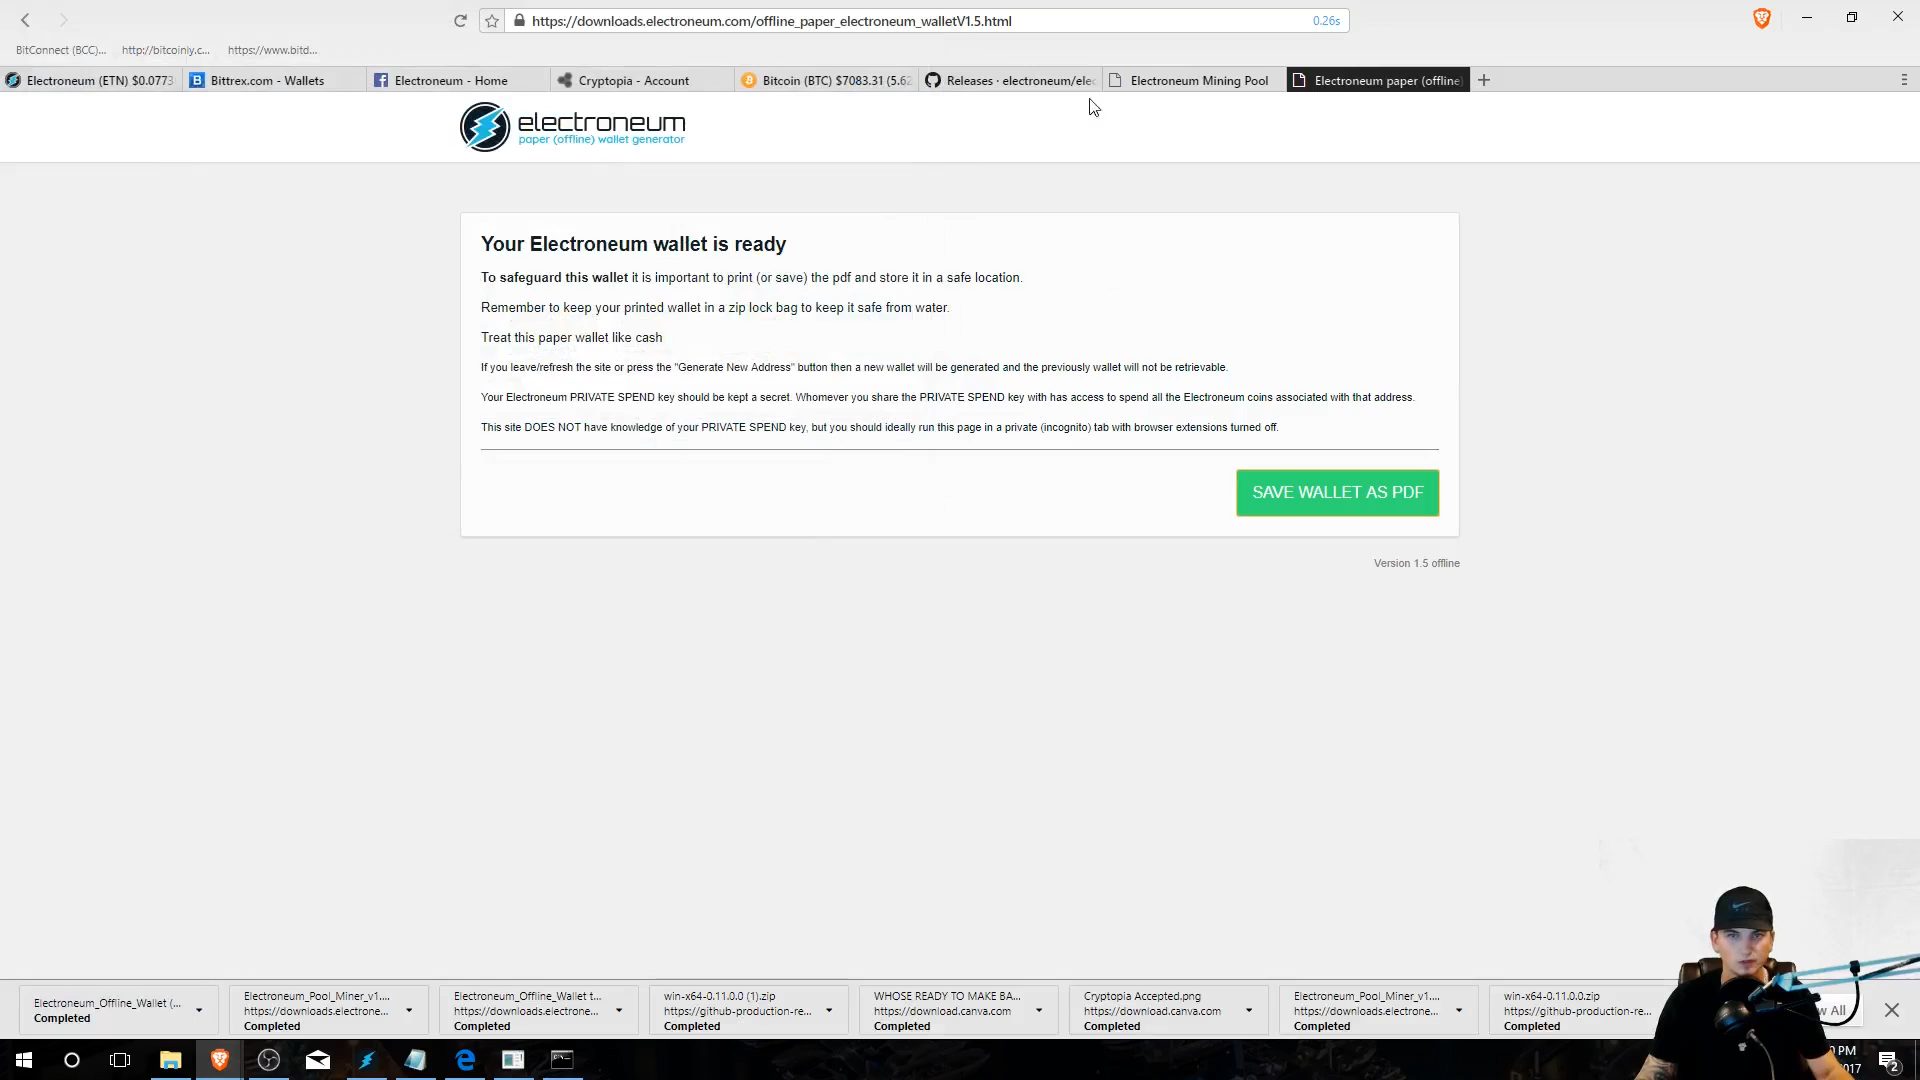 https://downloads.electroneum.com/offline_paper_electroneum_walletV1.5.html
0.26s
BitConnect (BCC)...
http://bitcoinly.c...
https://www.bitd...
Electroneum (ETN) $0.0773
Bittrex.com - Wallets
Electroneum - Home
Cryptopia - Account
Bitcoin (BTC) $7083.31 (5.62
Releases · electroneum/elec
Electroneum Mining Pool
Electroneum paper (offline)
electroneum
paper (offline) wallet generator
Your Electroneum wallet is ready
To safeguard this wallet it is important to print (or save) the pdf and store it in a safe location.
Remember to keep your printed wallet in a zip lock bag to keep it safe from water.
Treat this paper wallet like cash
If you leave/refresh the site or press the "Generate New Address" button then a new wallet will be generated and the previously wallet will not be retrievable.
Your Electroneum PRIVATE SPEND key should be kept a secret. Whomever you share the PRIVATE SPEND key with has access to spend all the Electroneum coins associated with that address.
This site DOES NOT have knowledge of your PRIVATE SPEND key, but you should ideally run this page in a private (incognito) tab with browser extensions turned off.
SAVE WALLET AS PDF
Version 1.5 offline
Electroneum_Offline_Wallet (...
Completed
Electroneum_Pool_Miner_v1....
https://downloads.electrone...
Completed
Electroneum_Offline_Wallet t...
https://downloads.electrone...
Completed
win-x64-0.11.0.0 (1).zip
https://github-production-re...
Completed
WHOSE READY TO MAKE BA...
https://download.canva.com
Completed
Cryptopia Accepted.png
https://download.canva.com
Completed
Electroneum_Pool_Miner_v1....
https://downloads.electrone...
Completed
win-x64-0.11.0.0.zip
https://github-production-re...
Completed
All
PM
2017
2